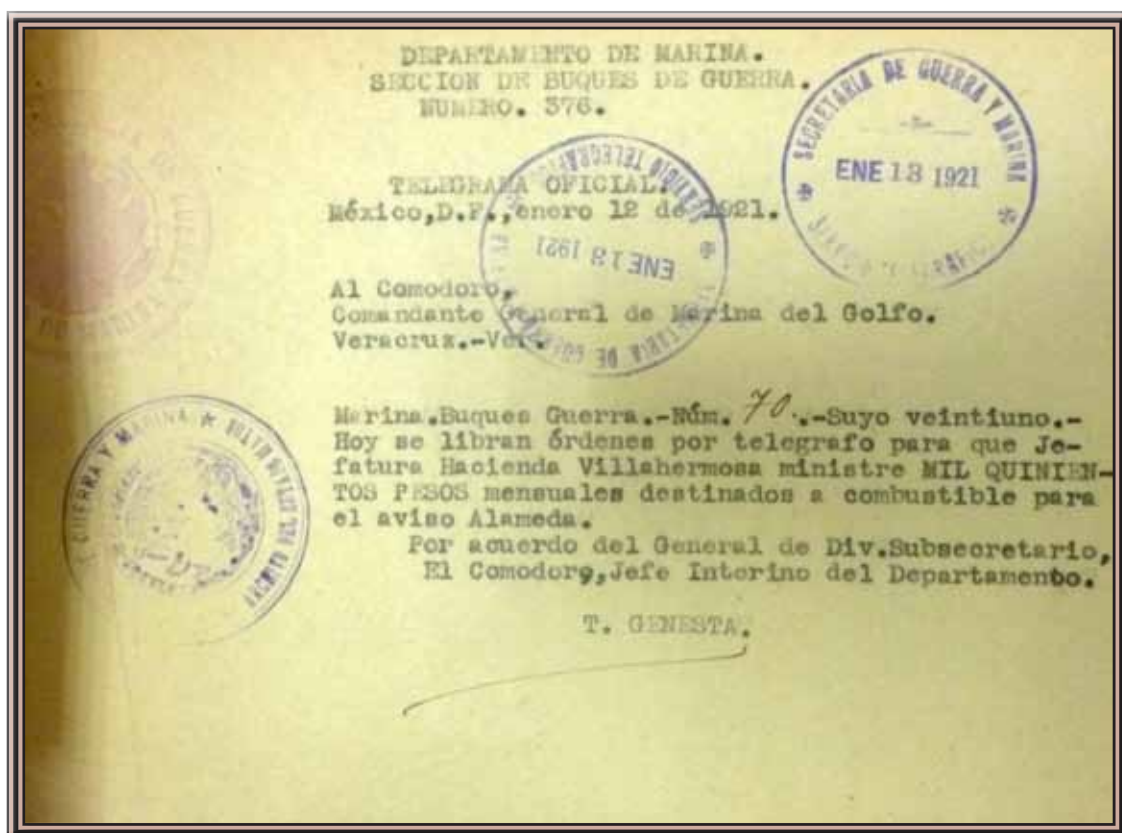 DEPARTAMENTO DE MARINA.
SECCION DE BUQUES DE GUERRA.
NUMERO. 376.
SECRETARIA DE GUERRA Y MARINA
ENE 13 1921
TELEGRAMA OFICIAL.
México,D.F.,enero 12 de 1921.
SERVICIO TELEGRAFICO
ENE 13 1921
Al Comodoro,
Comandante General de Marina del Golfo.
Veracruz.-Ver.
Marina.Buques Guerra.-Núm. 70.-Suyo veintiuno.-
Hoy se libran órdenes por telegrafo para que Je-
fatura Hacienda Villahermosa ministre MIL QUINIEN-
TOS PESOS mensuales destinados a combustible para
el aviso Alameda.
Por acuerdo del General de Div.Subsecretario,
El Comodoro,Jefe Interino del Departamento.
T. GENESTA.
GUERRA Y MARINA